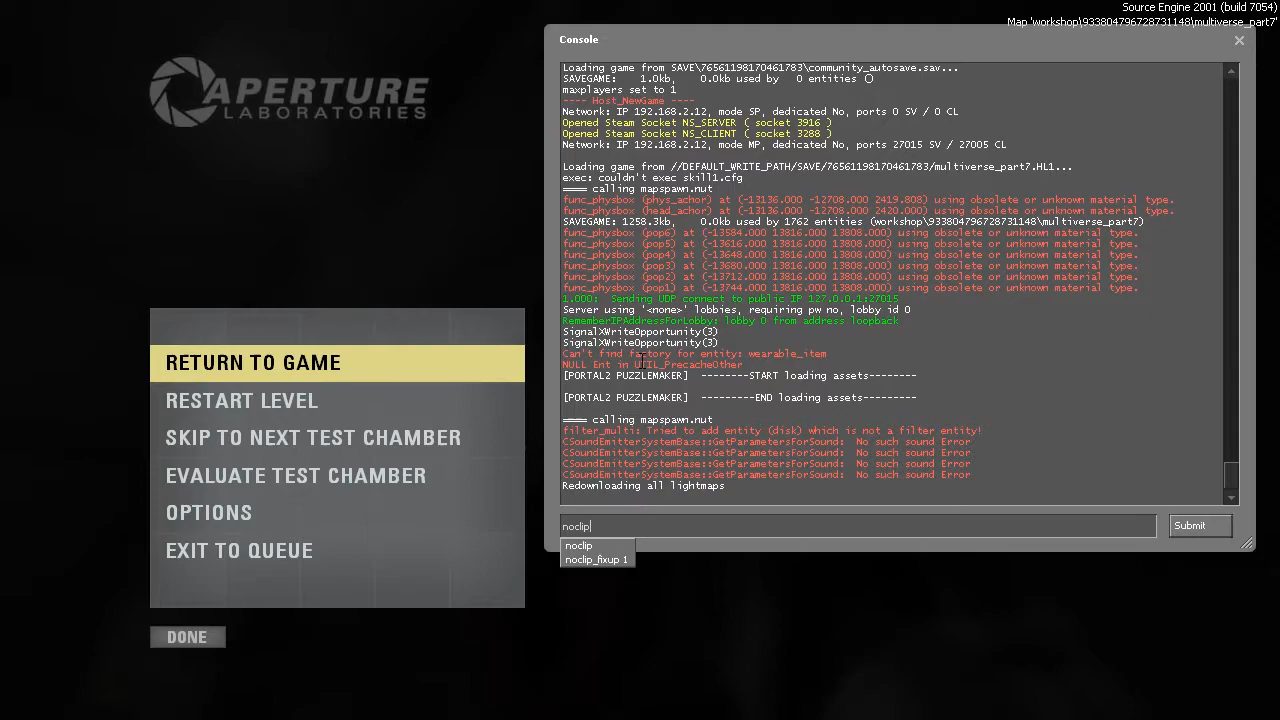 Source Engine 2001 (build 7054)
Map 'workshop\933804796728731148\multiverse_part7'
APERTURE
LABORATORIES
RETURN TO GAME
RESTART LEVEL
SKIP TO NEXT TEST CHAMBER
EVALUATE TEST CHAMBER
OPTIONS
EXIT TO QUEUE
DONE
Console
Loading game from SAVE\76561198170461783\community_autosave.sav...
SAVEGAME:    1.0kb,    0.0kb used by   0 entities ()
maxplayers set to 1
---- Host_NewGame ----
Network: IP 192.168.2.12, mode SP, dedicated No, ports 0 SV / 0 CL
Opened Steam Socket NS_SERVER ( socket 3916 )
Opened Steam Socket NS_CLIENT ( socket 3288 )
Network: IP 192.168.2.12, mode MP, dedicated No, ports 27015 SV / 27005 CL
Loading game from //DEFAULT_WRITE_PATH/SAVE/76561198170461783/multiverse_part7.HL1...
exec: couldn't exec skill1.cfg
==== calling mapspawn.nut
func_physbox (phys_achor) at (-13136.000 -12708.000 2419.808) using obsolete or unknown material type.
func_physbox (head_achor) at (-13136.000 -12708.000 2420.000) using obsolete or unknown material type.
SAVEGAME: 1258.3kb,    0.0kb used by 1762 entities (workshop\933804796728731148\multiverse_part7)
func_physbox (pop6) at (-13584.000 13816.000 13808.000) using obsolete or unknown material type.
func_physbox (pop5) at (-13616.000 13816.000 13808.000) using obsolete or unknown material type.
func_physbox (pop4) at (-13648.000 13816.000 13808.000) using obsolete or unknown material type.
func_physbox (pop3) at (-13680.000 13816.000 13808.000) using obsolete or unknown material type.
func_physbox (pop2) at (-13712.000 13816.000 13808.000) using obsolete or unknown material type.
func_physbox (pop1) at (-13744.000 13816.000 13808.000) using obsolete or unknown material type.
1.000:  Sending UDP connect to public IP 127.0.0.1:27015
Server using '<none>' lobbies, requiring pw no, lobby id 0
RememberIPAddressForLobby: lobby 0 from address loopback
SignalXWriteOpportunity(3)
SignalXWriteOpportunity(3)
Can't find factory for entity: wearable_item
NULL Ent in UTIL_PrecacheOther
[PORTAL2 PUZZLEMAKER]  --------START loading assets--------
[PORTAL2 PUZZLEMAKER]  ---------END loading assets---------
==== calling mapspawn.nut
filter_multi: Tried to add entity (disk) which is not a filter entity!
CSoundEmitterSystemBase::GetParametersForSound:  No such sound Error
CSoundEmitterSystemBase::GetParametersForSound:  No such sound Error
CSoundEmitterSystemBase::GetParametersForSound:  No such sound Error
CSoundEmitterSystemBase::GetParametersForSound:  No such sound Error
Redownloading all lightmaps
noclip
Submit
noclip
noclip_fixup 1